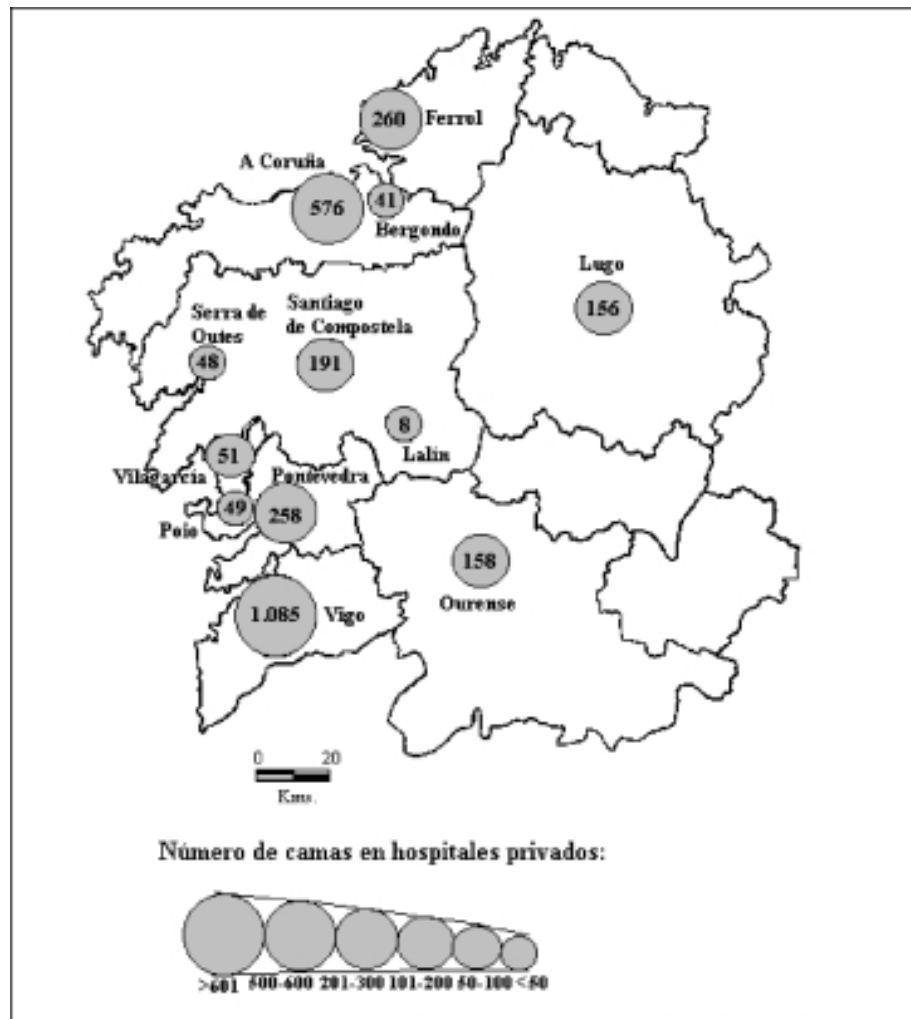 260
Ferrol
A Coruña
576
41
Bergondo
Lugo
156
Serra de
Outes
48
Santiago
de Compostela
191
8
Lalín
51
Vilagarcía
Pontevedra
49
Poio
258
158
Ourense
1.085
Vigo
0 20
Kms.
Número de camas en hospitales privados:
>601 500-600 201-300 101-200 50-100 <50